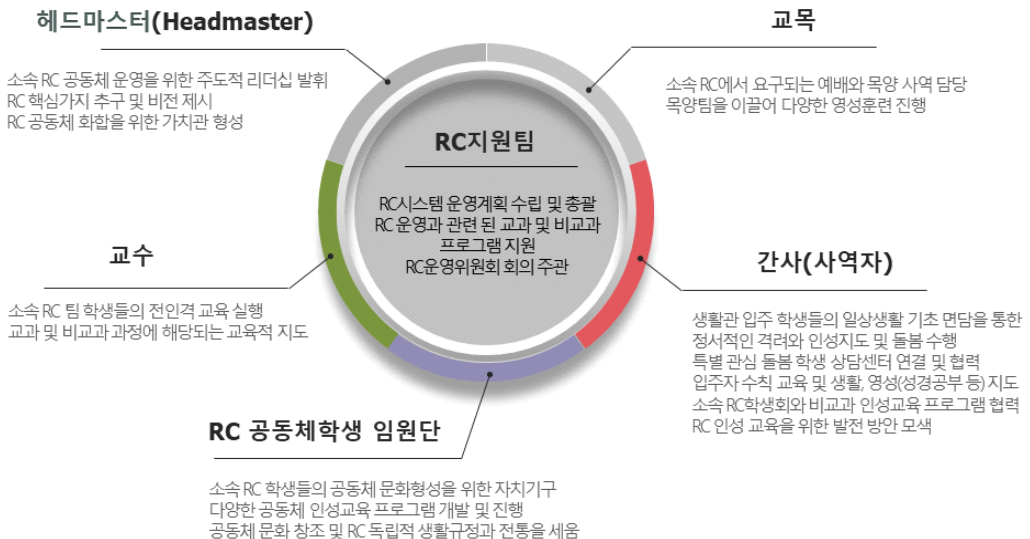 헤드마스터(Headmaster)
소속 RC 공동체 운영을 위한 주도적 리더십 발휘
RC 핵심가치 추구 및 비전 제시
RC 공동체 화합을 위한 가치관 형성
교목
소속 RC에서 요구되는 예배와 목양 사역 담당
목양팀을 이끌어 다양한 영성훈련 진행
RC지원팀
RC시스템 운영계획 수립 및 총괄
RC 운영과 관련 된 교과 및 비교과
프로그램 지원
RC운영위원회 회의 주관
교수
소속 RC 팀 학생들의 전인격 교육 실행
교과 및 비교과 과정에 해당되는 교육적 지도
간사(사역자)
생활관 입주 학생들의 일상생활 기초 면담을 통한
정서적인 격려와 인성지도 및 돌봄 수행
특별 관심 돌봄 학생 상담센터 연결 및 협력
입주자 수칙 교육 및 생활, 영성(성경공부 등) 지도
소속 RC학생회와 비교과 인성교육 프로그램 협력
RC 인성 교육을 위한 발전 방안 모색
RC 공동체학생 임원단
소속 RC 학생들의 공동체 문화형성을 위한 자치기구
다양한 공동체 인성교육 프로그램 개발 및 진행
공동체 문화 창조 및 RC 독립적 생활규정과 전통을 세움